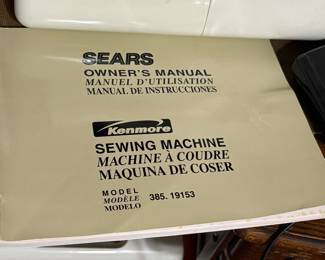 SEARS
OWNER'S MANUAL
MANUEL D'UTILISATION
MANUAL DE INSTRUCCIONES
Kenmore
SEWING MACHINE
MACHINE À COUDRE
MAQUINA DE COSER
MODEL
MODÈLE 385. 19153
MODELO